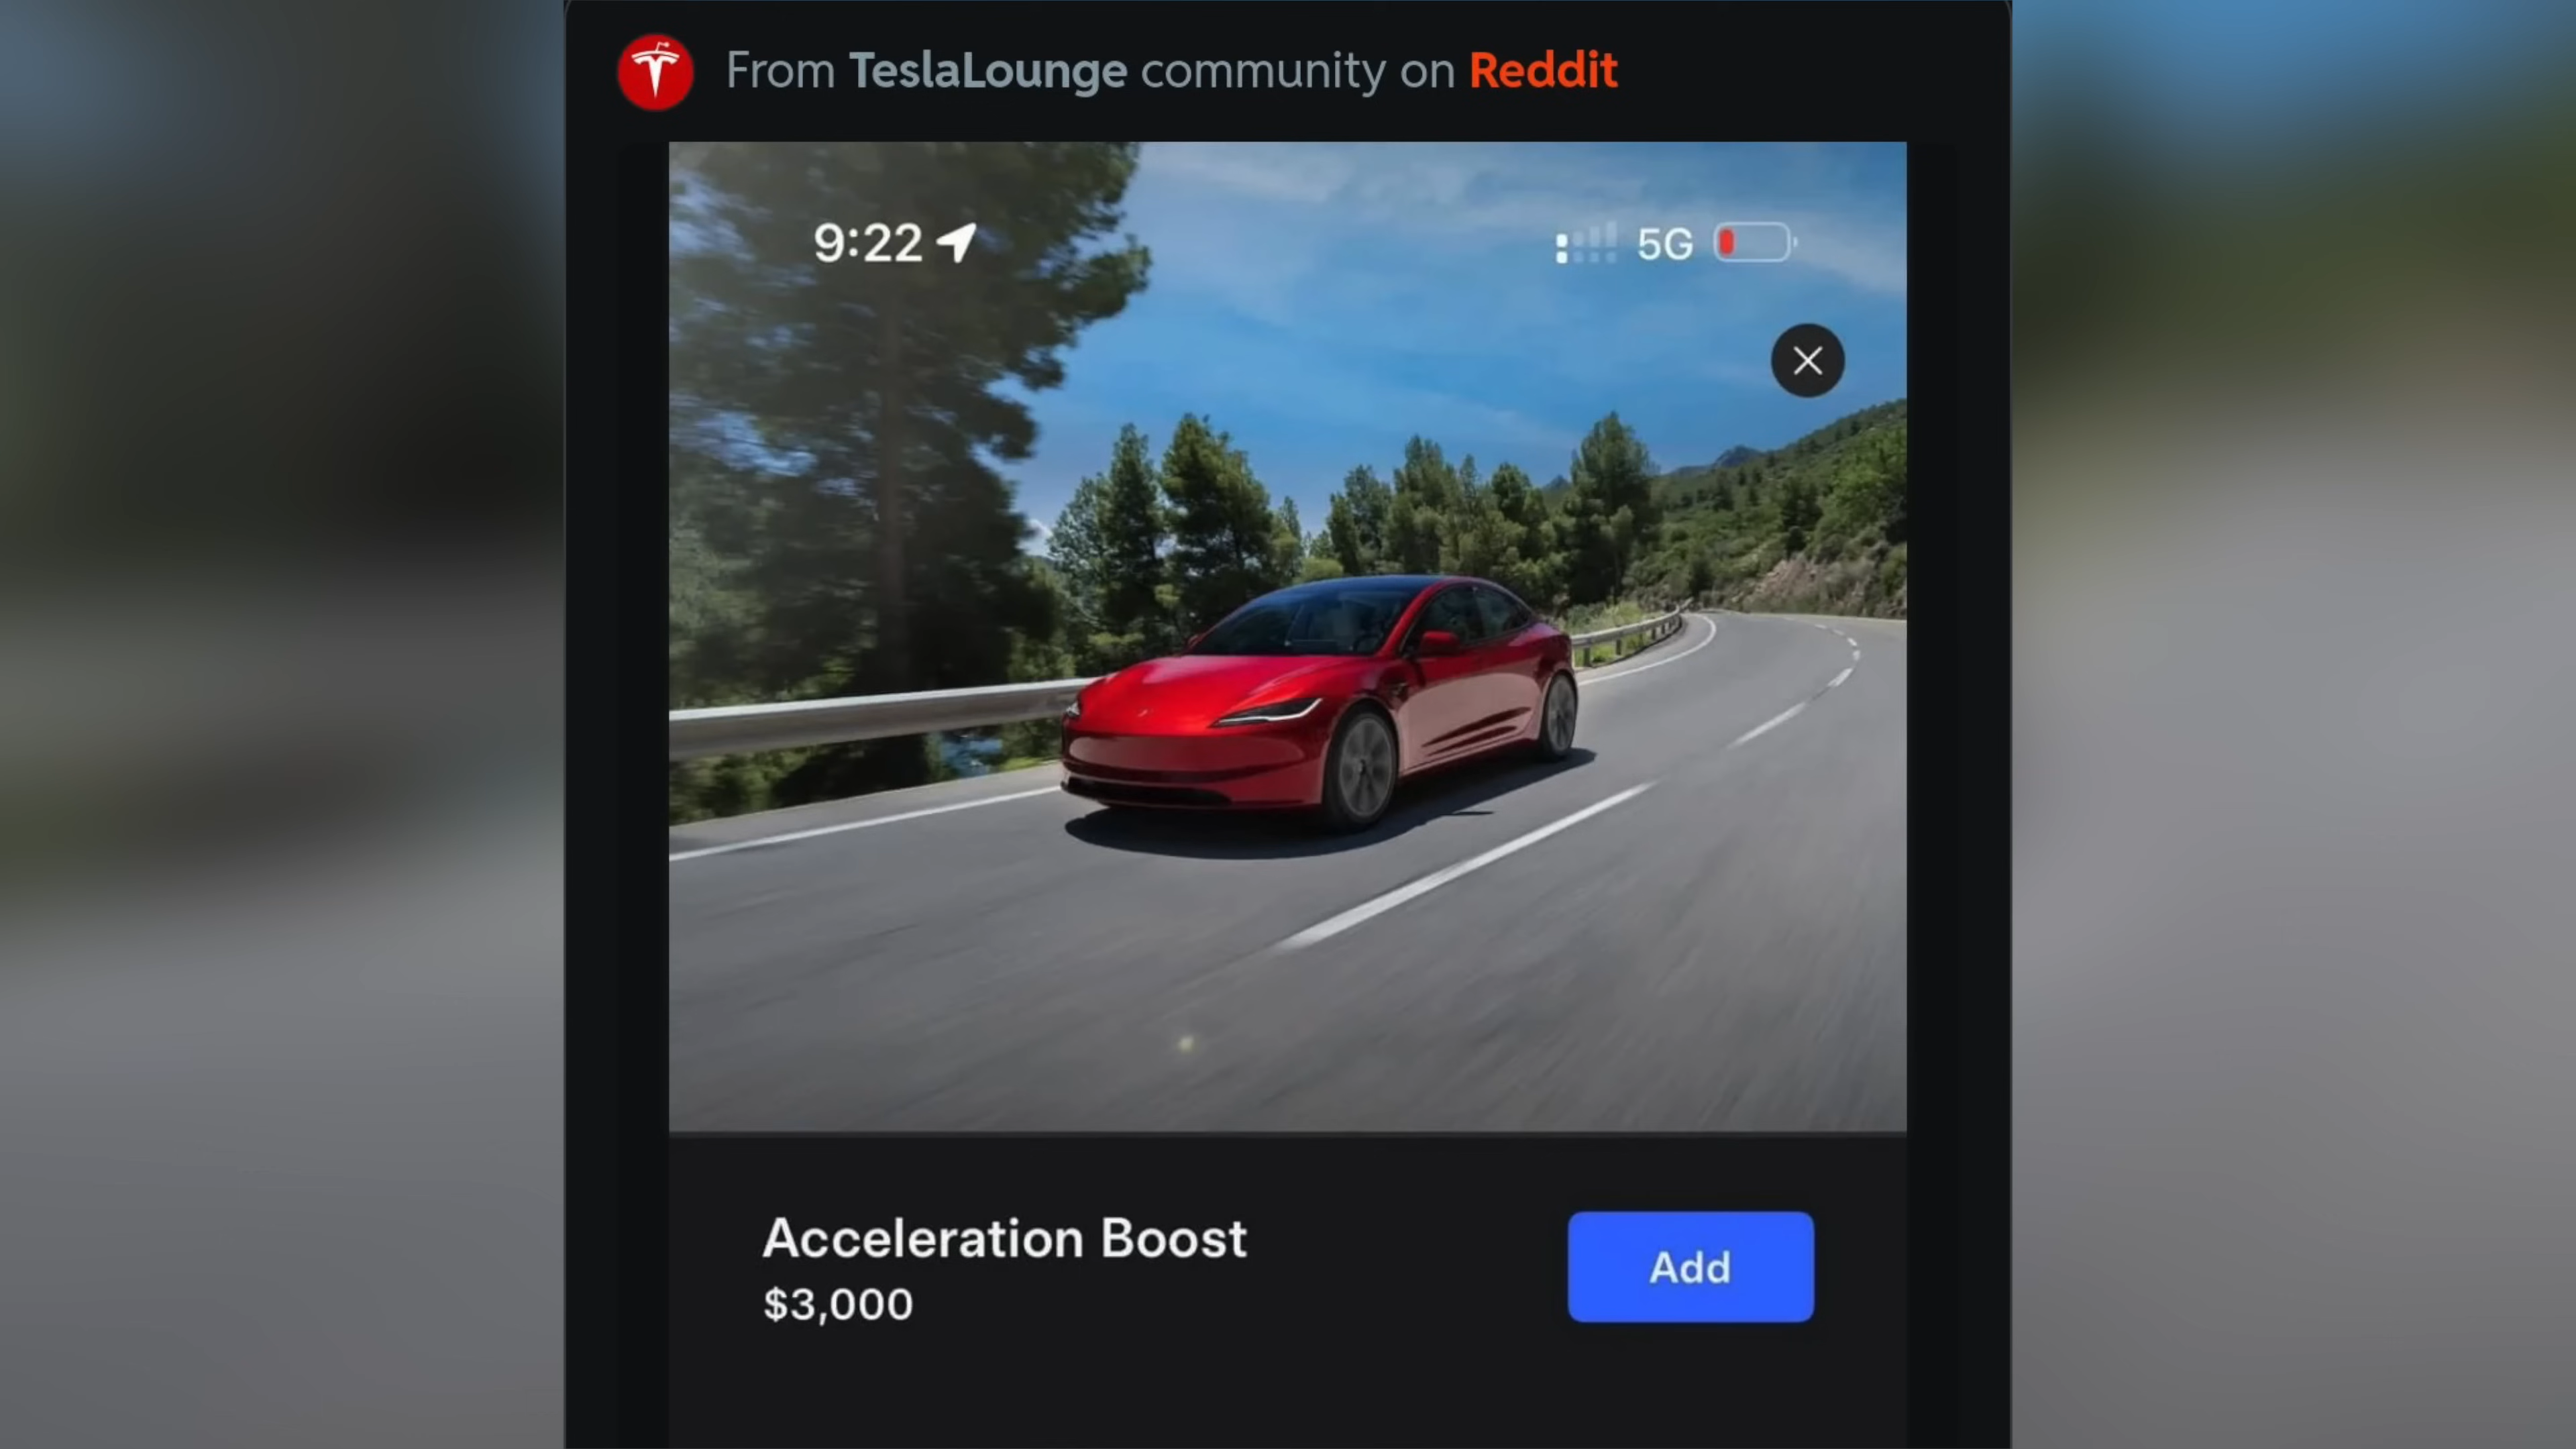 From TeslaLounge community on Reddit
9:22 5G
Acceleration Boost
Add
$3,000